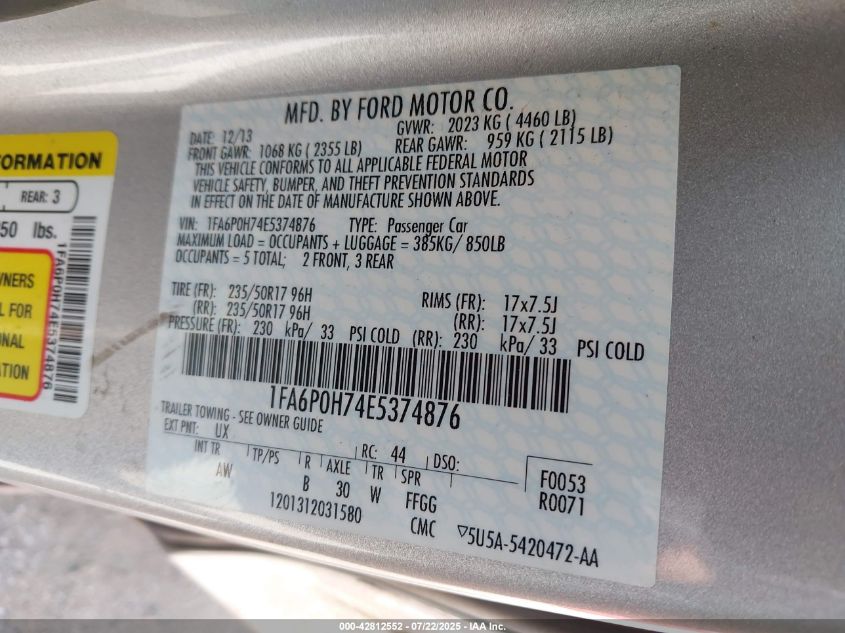 MFD. BY FORD MOTOR CO.
DATE: 12/13 GVWR: 2023 KG ( 4460 LB)
FRONT GAWR: 1068 KG ( 2355 LB) REAR GAWR: 959 KG ( 2115 LB)
THIS VEHICLE CONFORMS TO ALL APPLICABLE FEDERAL MOTOR
VEHICLE SAFETY, BUMPER, AND THEFT PREVENTION STANDARDS
IN EFFECT ON THE DATE OF MANUFACTURE SHOWN ABOVE.
VIN: 1FA6P0H74E5374876 TYPE: Passenger Car
MAXIMUM LOAD = OCCUPANTS + LUGGAGE = 385KG/ 850LB
OCCUPANTS = 5 TOTAL; 2 FRONT, 3 REAR
TIRE (FR): 235/50R17 96H RIMS (FR): 17x7.5J
(RR): 235/50R17 96H (RR): 17x7.5J
PRESSURE (FR): 230 kPa/ 33 PSI COLD (RR): 230 kPa/ 33 PSI COLD
1FA6P0H74E5374876
TRAILER TOWING - SEE OWNER GUIDE
EXT PNT: UX RC: 44 DSO:
INT TR TP/PS R AXLE TR SPR F0053
AW B 30 W FFGG R0071
1201312031580 CMC 5U5A-5420472-AA
FORMATION
REAR: 3
50 lbs.
WNERS
L FOR
NAL
TION
1FA6P0H74E5374876
000-42812552 - 07/22/2025 - IAA Inc.